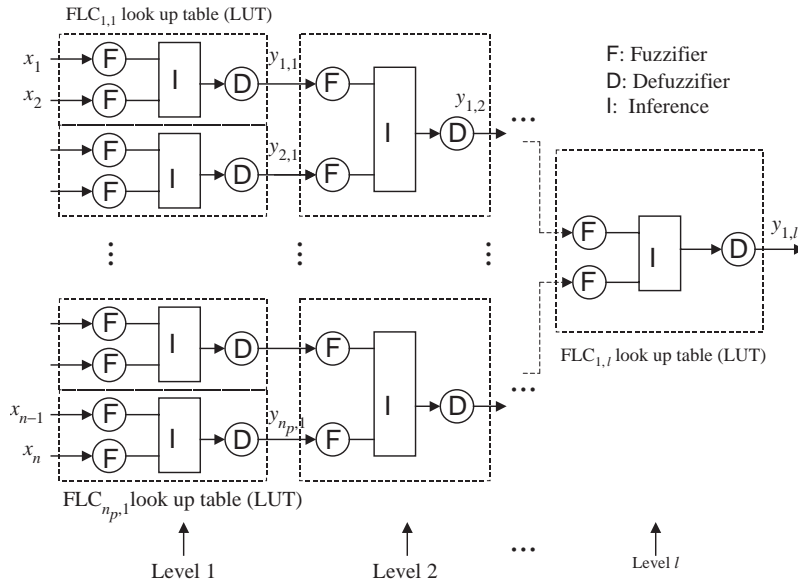 FLC1,1 look up table (LUT)
F: Fuzzifier
D: Defuzzifier
I: Inference
x1
F
I
D
y1,1
x2
F
F
I
D
y1,2
...
F
F
I
D
y2,1
F
...
...
...
F
F
I
D
y1,l
FLC1,l look up table (LUT)
F
F
I
D
F
I
D
...
xn−1
xn
F
F
I
D
ynp,1
F
FLCnp,1 look up table (LUT)
Level 1
Level 2
...
Level l